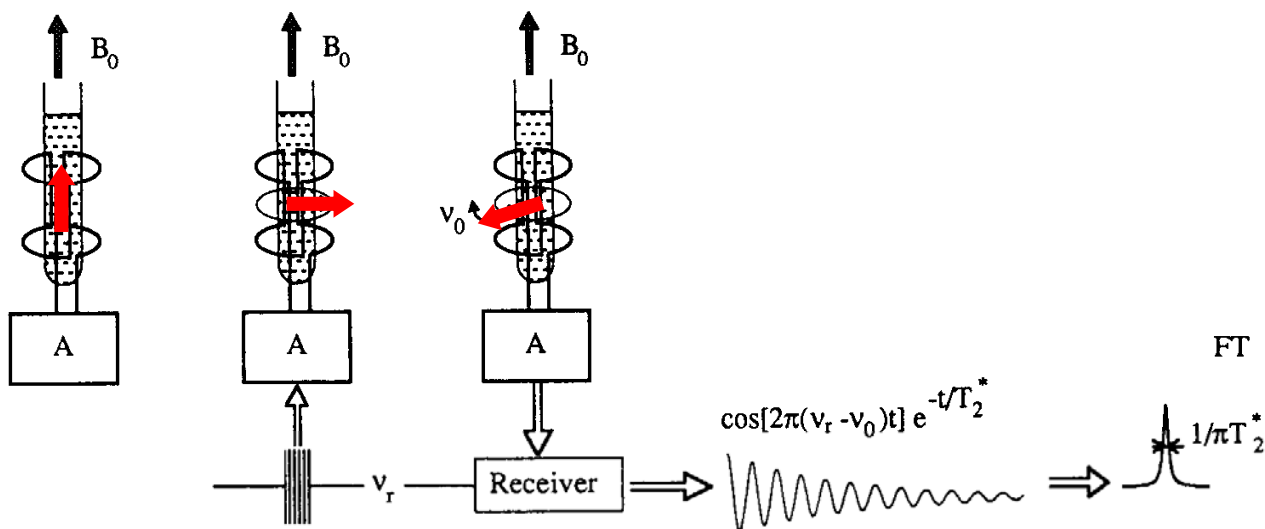 B₀
B₀
B₀
ν₀
A
A
A
FT
cos[2π(νᵣ -ν₀)t] e^-t/T₂*
1/πT₂*
νᵣ
Receiver